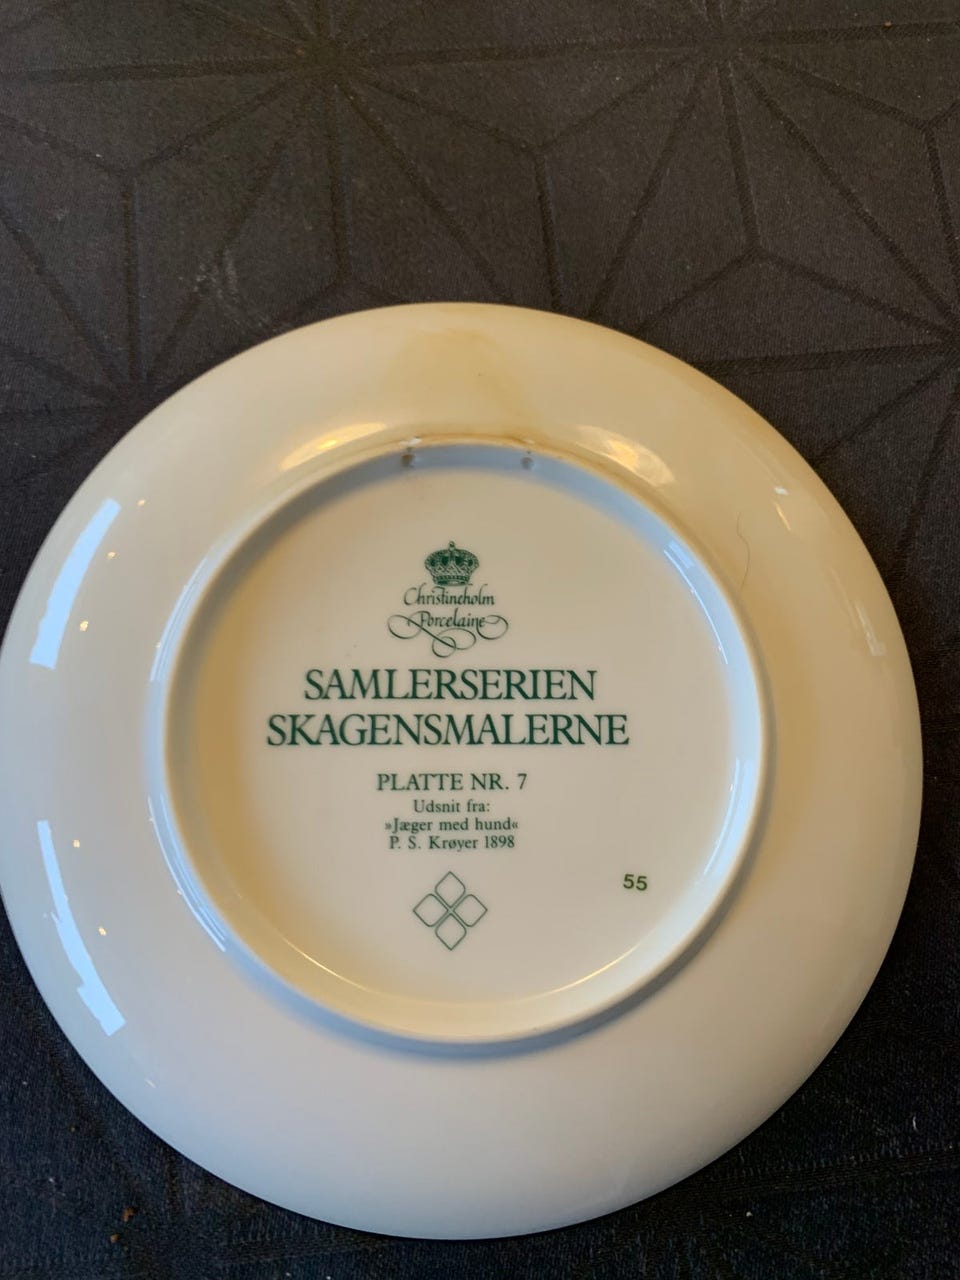 Christineholm
Porcelaine
SAMLERSERIEN
SKAGENSMALERNE
PLATTE NR. 7
Udsnit fra:
»Jæger med hund«
P. S. Krøyer 1898
55